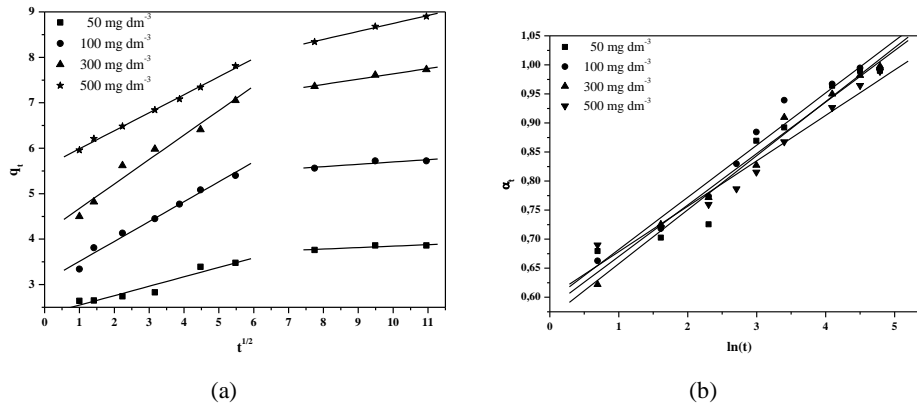 50 mg dm⁻³
100 mg dm⁻³
300 mg dm⁻³
500 mg dm⁻³
9
8
7
6
5
4
3
qₜ
0 1 2 3 4 5 6 7 8 9 10 11
t¹/²
(a)
50 mg dm⁻³
100 mg dm⁻³
300 mg dm⁻³
500 mg dm⁻³
1,05
1,00
0,95
0,90
0,85
0,80
0,75
0,70
0,65
0,60
αₜ
0 1 2 3 4 5
ln(t)
(b)